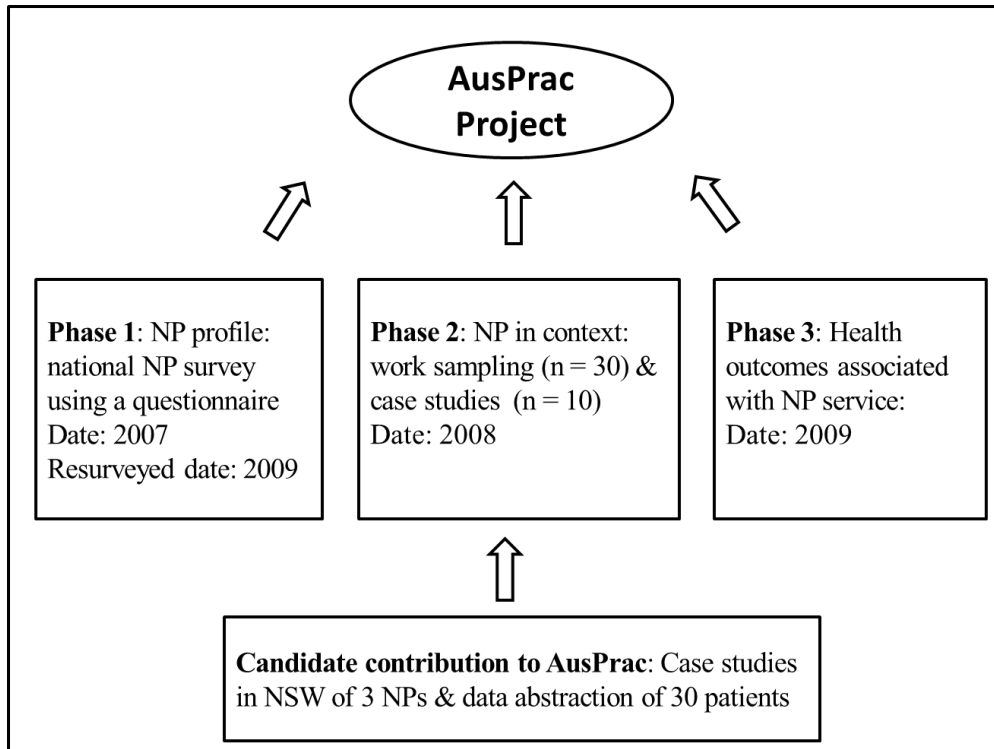 AusPrac
Project
Phase 1: NP profile:
national NP survey
using a questionnaire
Date: 2007
Resurveyed date: 2009
Phase 2: NP in context:
work sampling (n = 30) &
case studies (n = 10)
Date: 2008
Phase 3: Health
outcomes associated
with NP service:
Date: 2009
Candidate contribution to AusPrac: Case studies
in NSW of 3 NPs & data abstraction of 30 patients